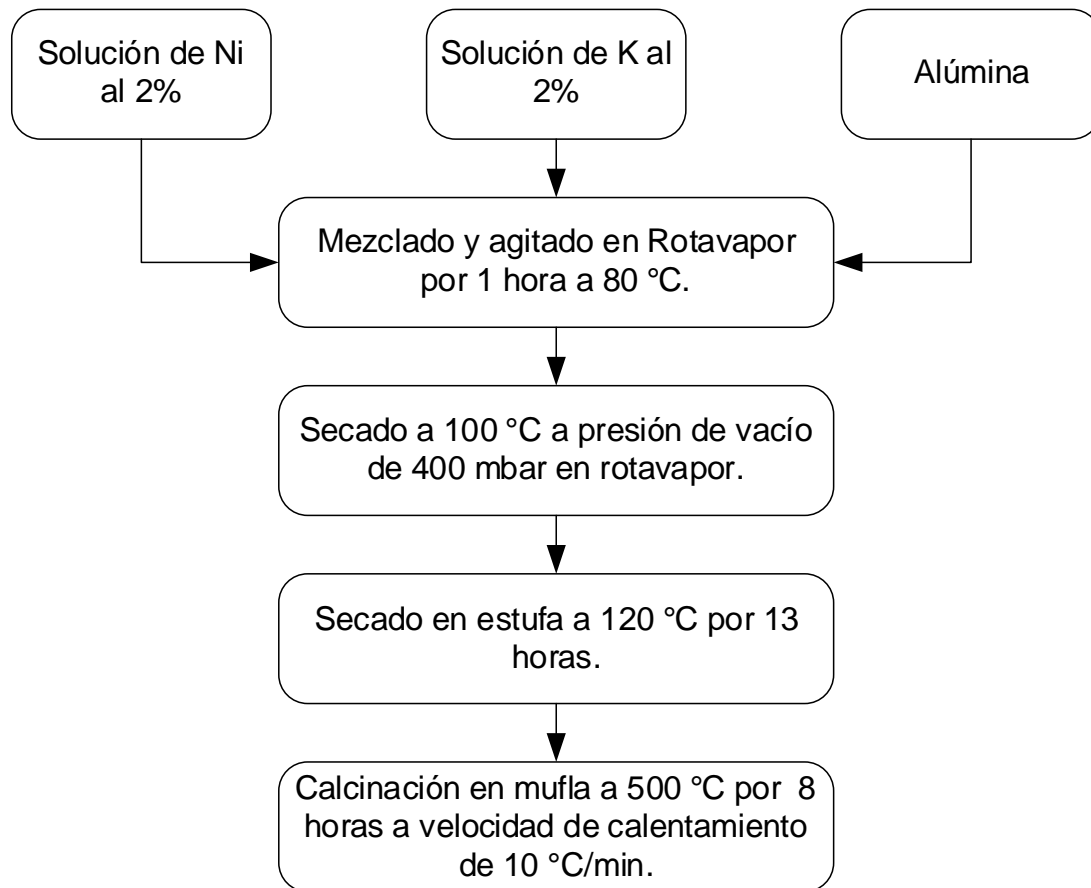 Solución de Ni
al 2%
Solución de K al
2%
Alúmina
Mezclado y agitado en Rotavapor
por 1 hora a 80 °C.
Secado a 100 °C a presión de vacío
de 400 mbar en rotavapor.
Secado en estufa a 120 °C por 13
horas.
Calcinación en mufla a 500 °C por  8
horas a velocidad de calentamiento
de 10 °C/min.